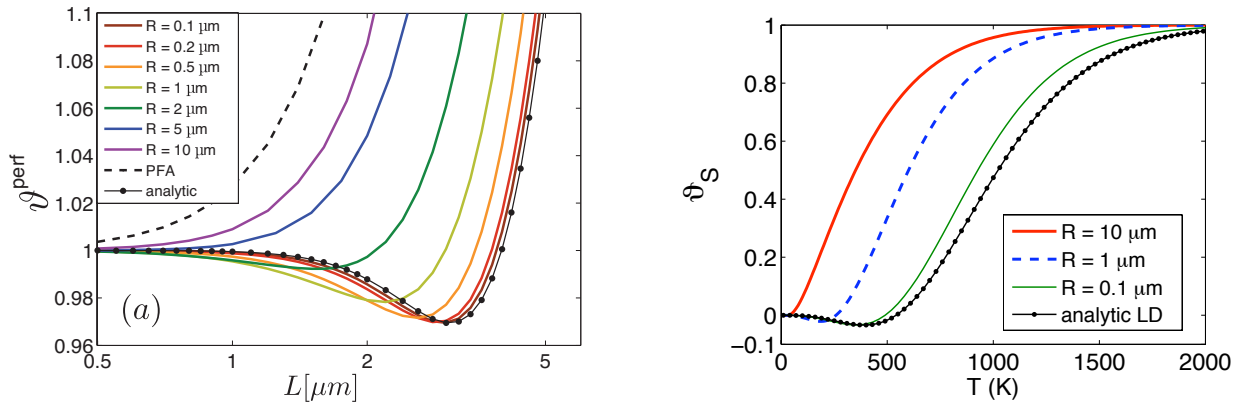 1.1
1.08
1.06
1.04
1.02
1
0.98
0.96
ϑ^perf
R = 0.1 μm
R = 0.2 μm
R = 0.5 μm
R = 1 μm
R = 2 μm
R = 5 μm
R = 10 μm
PFA
analytic
(a)
0.5 1 2 5
L[μm]
1
0.8
0.6
0.4
0.2
0
−0.1
ϑ_S
R = 10 μm
R = 1 μm
R = 0.1 μm
analytic LD
0 500 1000 1500 2000
T (K)